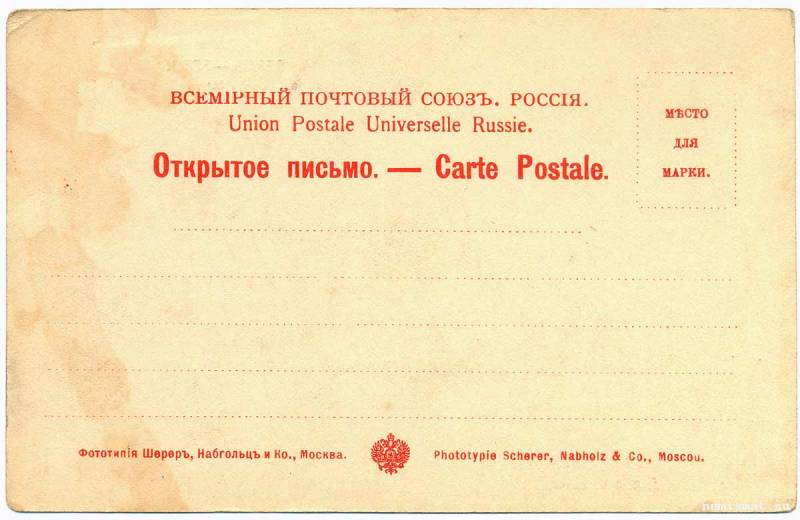 ВСЕМІРНЫЙ ПОЧТОВЫЙ СОЮЗЪ. РОССІЯ.
Union Postale Universelle Russie.
Открытое письмо. — Carte Postale.
МѢСТО
ДЛЯ
МАРКИ.
Фототипія Шереръ, Набгольцъ и Ко., Москва.
Phototypie Scherer, Nabholz & Co., Moscou.